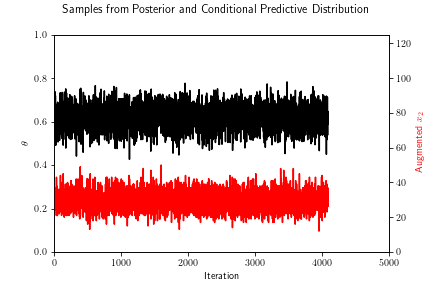 Samples from Posterior and Conditional Predictive Distribution
1.0
0.8
0.6
0.4
0.2
0.0
θ
120
100
80
60
40
20
0
Augmented x₂
0 1000 2000 3000 4000 5000
Iteration